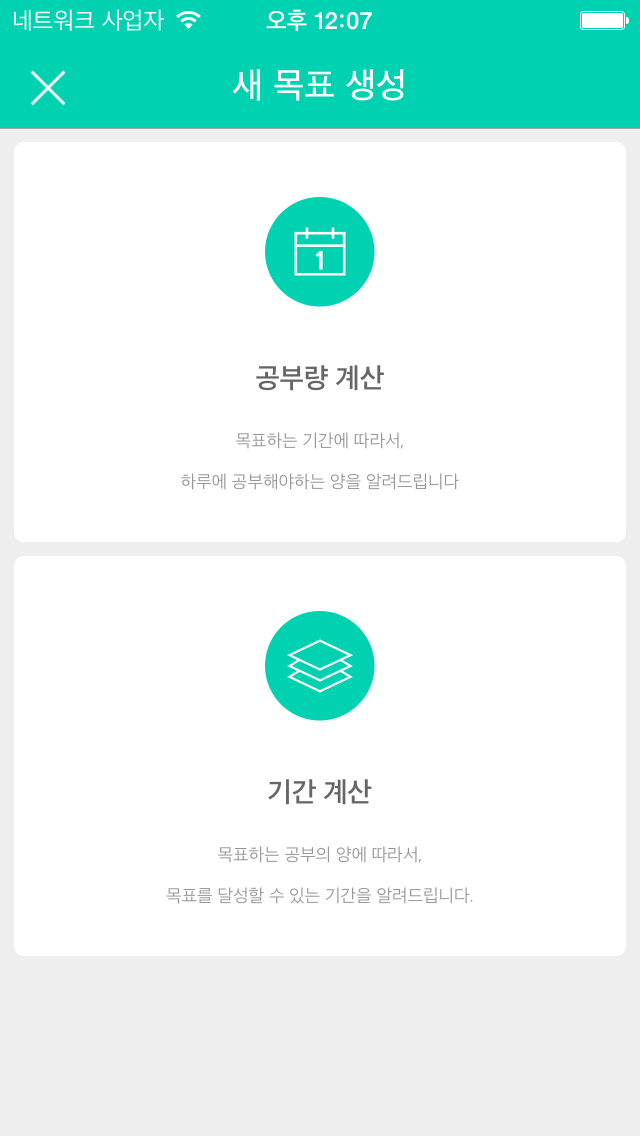 네트워크 사업자 오후 12:07
새 목표 생성
1
공부량 계산
목표하는 기간에 따라서,
하루에 공부해야하는 양을 알려드립니다
기간 계산
목표하는 공부의 양에 따라서,
목표를 달성할 수 있는 기간을 알려드립니다.